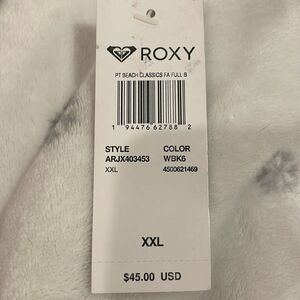 ROXY
PT BEACH CLASSICS FA FULL B
1 94476 62788 2
STYLE COLOR
ARJX403453 WBK6
XXL 4500621469
XXL
$45.00 USD